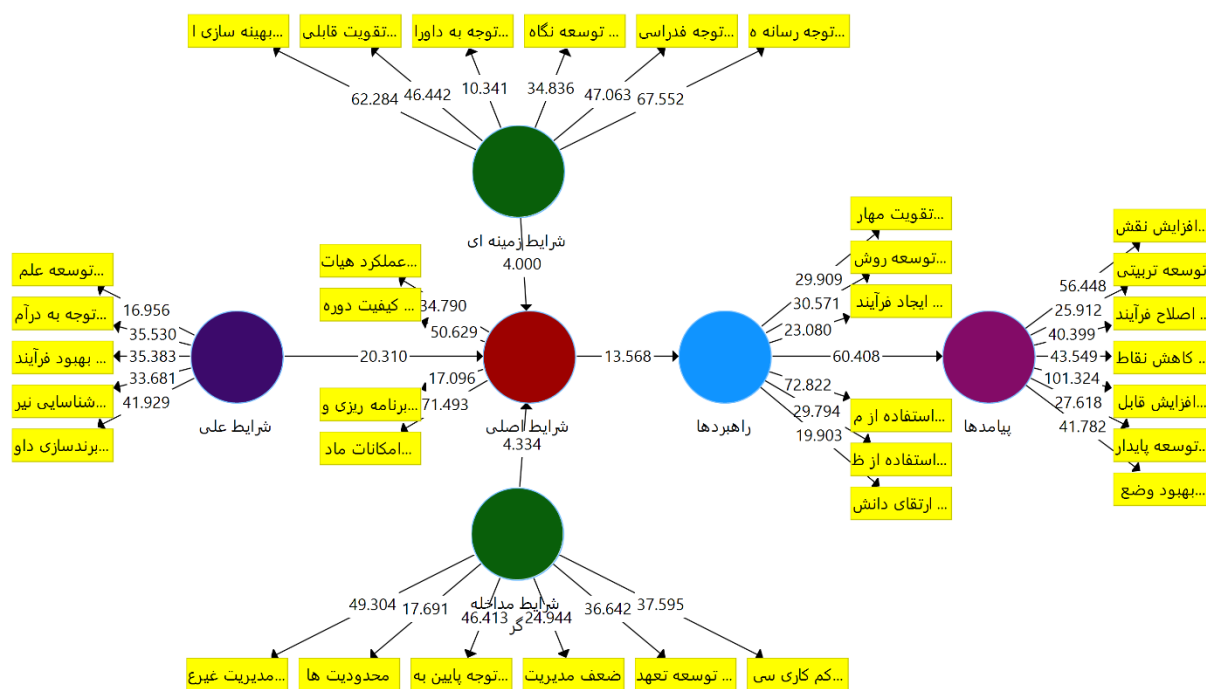 بهینه سازی ا...
تقویت قابلی...
توجه به داورا...
توسعه نگاه ...
توجه فدراسی...
توجه رسانه ه...
62.284
46.442
10.341
34.836
47.063
67.552
شرایط زمینه ای
4.000
توسعه علم...
توجه به درآم...
بهبود فرآیند ...
شناسایی نیر...
برندسازی داو...
16.956
35.530
35.383
33.681
41.929
شرایط علی
20.310
عملکرد هیات...
کیفیت دوره ...
34.790
50.629
برنامه ریزی و...
امکانات ماد...
17.096
71.493
شرایط اصلی
4.334
13.568
تقویت مهار...
توسعه روش...
ایجاد فرآیند ...
29.909
30.571
23.080
استفاده از م...
استفاده از ظ...
ارتقای دانش ...
72.822
29.794
19.903
راهبردها
60.408
افزایش نقش...
توسعه تربیتی
اصلاح فرآیند ...
کاهش نقاط ...
افزایش قابل...
توسعه پایدار...
بهبود وضع...
56.448
25.912
40.399
43.549
101.324
27.618
41.782
پیامدها
شرایط مداخله
گر
49.304
17.691
46.413
24.944
36.642
37.595
مدیریت غیرع...
محدودیت ها
توجه پایین به...
ضعف مدیریت
توسعه تعهد ...
کم کاری سی...